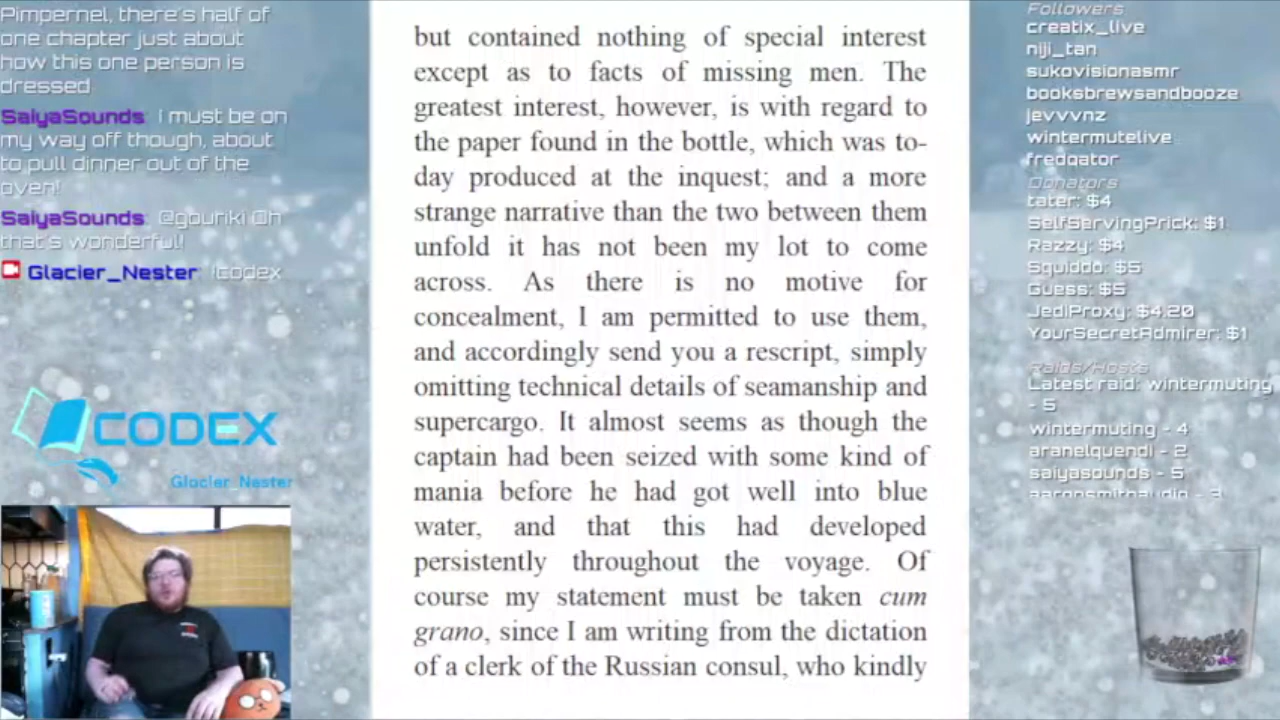 Pimpernel, there's half of
one chapter just about
how this one person is
dressed.
SaiyaSounds: I must be on
my way off though, about
to pull dinner out of the
oven!
SaiyaSounds: @gouriki Oh
that's wonderful!
Glacier_Nester: !codex
CODEX
Glacier_Nester
but contained nothing of special interest
except as to facts of missing men. The
greatest interest, however, is with regard to
the paper found in the bottle, which was to-
day produced at the inquest; and a more
strange narrative than the two between them
unfold it has not been my lot to come
across. As there is no motive for
concealment, I am permitted to use them,
and accordingly send you a rescript, simply
omitting technical details of seamanship and
supercargo. It almost seems as though the
captain had been seized with some kind of
mania before he had got well into blue
water, and that this had developed
persistently throughout the voyage. Of
course my statement must be taken cum
grano, since I am writing from the dictation
of a clerk of the Russian consul, who kindly
Followers
creatix_live
niji_tan
sukovisionasmr
booksbrewsandbooze
jevvvnz
wintermutelive
fredgator
Donators
tater: $4
SelfServingPrick: $1
Razzy: $4
Squiddo: $5
Guess: $5
JediProxy: $4.20
YourSecretAdmirer: $1
Raids/Hosts
Latest raid: wintermuting
- 5
wintermuting - 4
aranelquendi - 2
saiyasounds - 5
aaronsmithaudio - 3